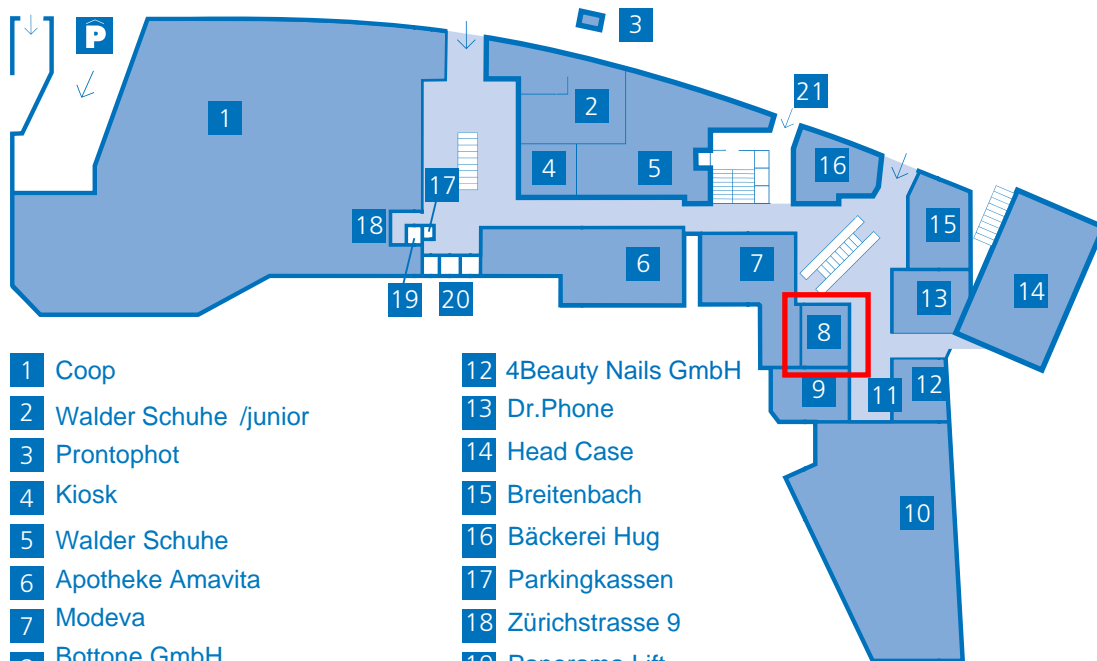 P
3
21
1
2
16
4
5
17
18
15
6
7
13
14
19
20
8
12
9
11
10
1 Coop
2 Walder Schuhe /junior
3 Prontophot
4 Kiosk
5 Walder Schuhe
6 Apotheke Amavita
7 Modeva
Bottone GmbH
12 4Beauty Nails GmbH
13 Dr.Phone
14 Head Case
15 Breitenbach
16 Bäckerei Hug
17 Parkingkassen
18 Zürichstrasse 9
19 Panorama Lift